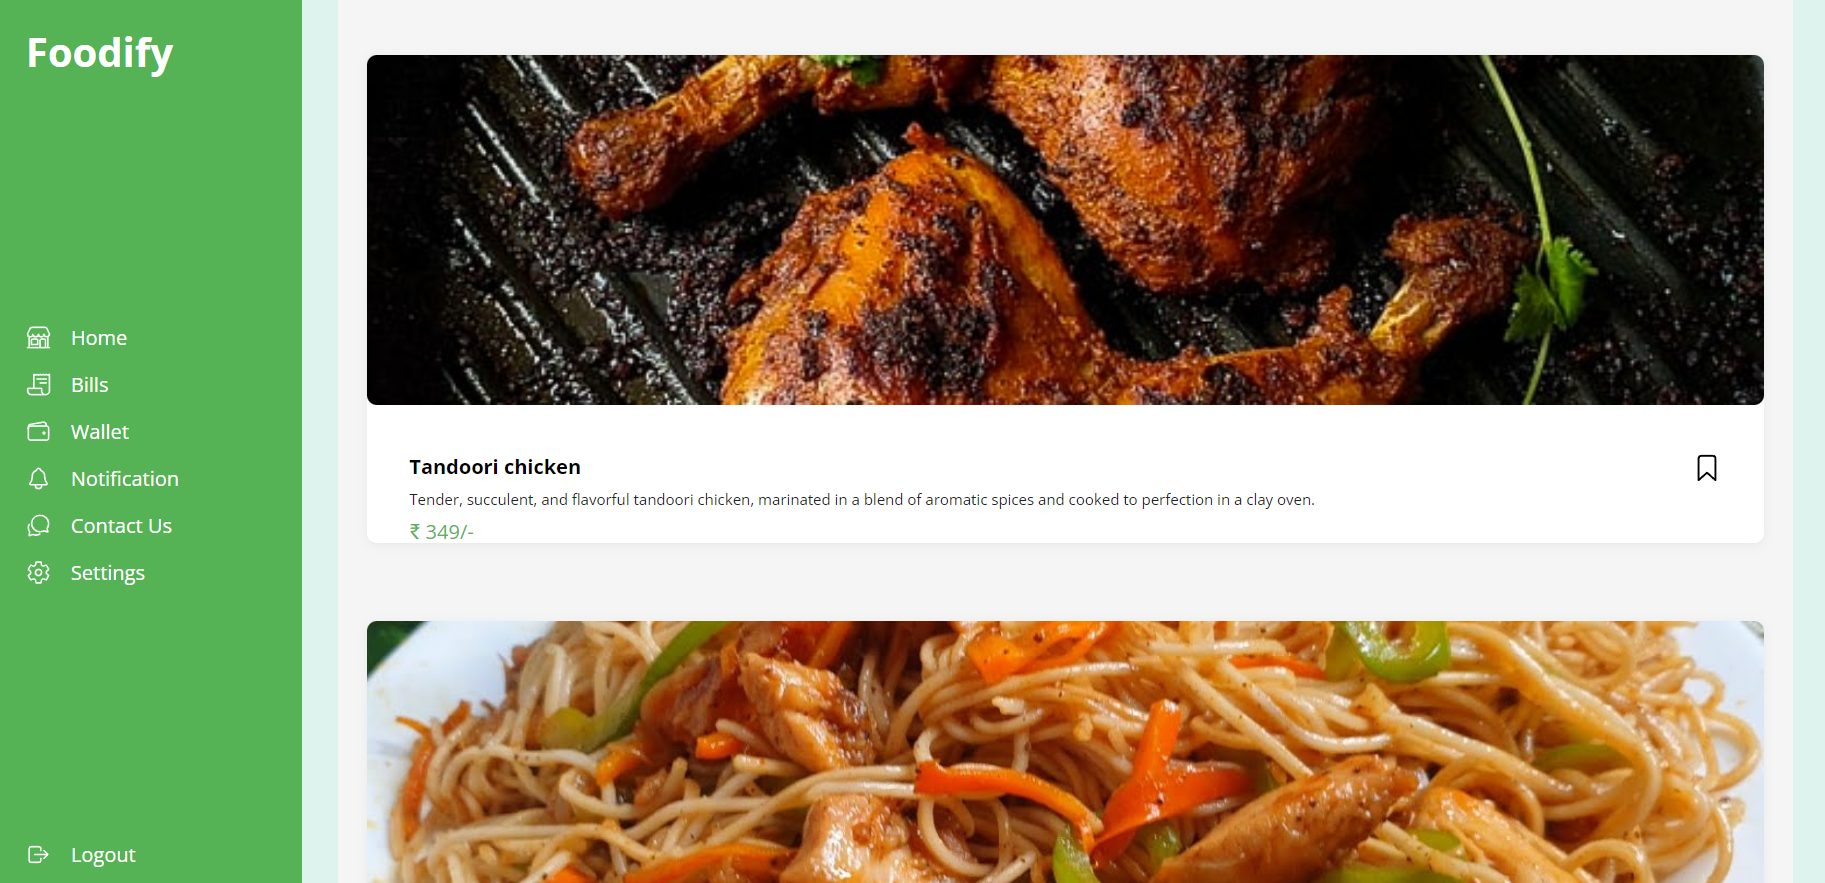 Foodify
Home
Bills
Wallet
Notification
Contact Us
Settings
Logout
Tandoori chicken
Tender, succulent, and flavorful tandoori chicken, marinated in a blend of aromatic spices and cooked to perfection in a clay oven.
₹ 349/-